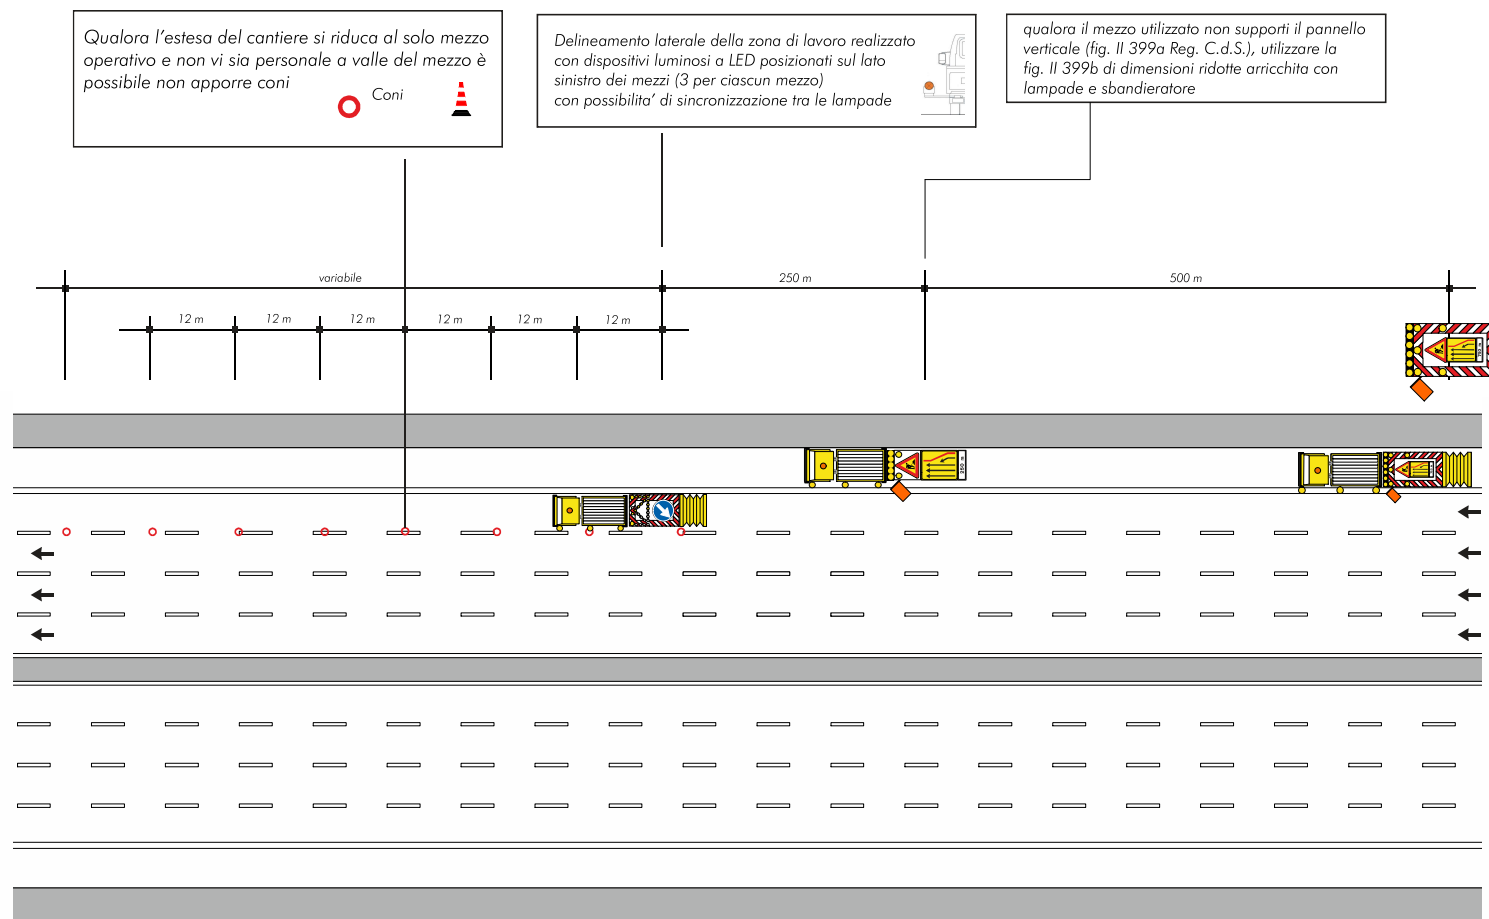 Qualora l'estesa del cantiere si riduca al solo mezzo
operativo e non vi sia personale a valle del mezzo è
possibile non apporre coni
Coni
Delineamento laterale della zona di lavoro realizzato
con dispositivi luminosi a LED posizionati sul lato
sinistro dei mezzi (3 per ciascun mezzo)
con possibilita' di sincronizzazione tra le lampade
qualora il mezzo utilizzato non supporti il pannello
verticale (fig. II 399a Reg. C.d.S.), utilizzare la
fig. II 399b di dimensioni ridotte arricchita con
lampade e sbandieratore
variabile
250 m
500 m
12 m
12 m
12 m
12 m
12 m
12 m
750 m
250 m